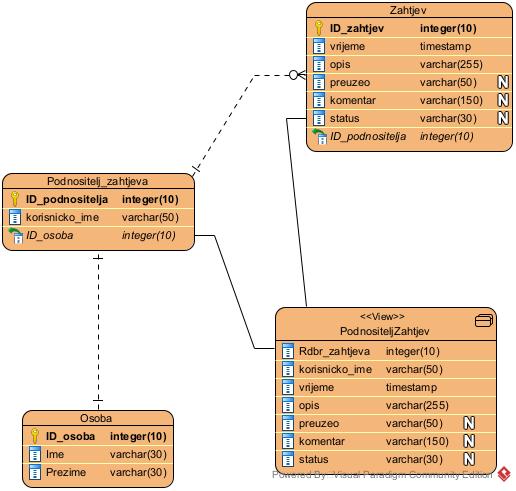 Zahtjev
ID_zahtjev integer(10)
vrijeme timestamp
opis varchar(255)
preuzeo varchar(50) N
komentar varchar(150) N
status varchar(30) N
ID_podnositelja integer(10)
Podnositelj_zahtjeva
ID_podnositelja integer(10)
korisnicko_ime varchar(50)
ID_osoba integer(10)
<<View>>
PodnositeljZahtjev
Rdbr_zahtjeva integer(10)
korisnicko_ime varchar(50)
vrijeme timestamp
opis varchar(255)
preuzeo varchar(50) N
komentar varchar(150) N
status varchar(30) N
Osoba
ID_osoba integer(10)
Ime varchar(30)
Prezime varchar(30)
Powered By Visual Paradigm Community Edition